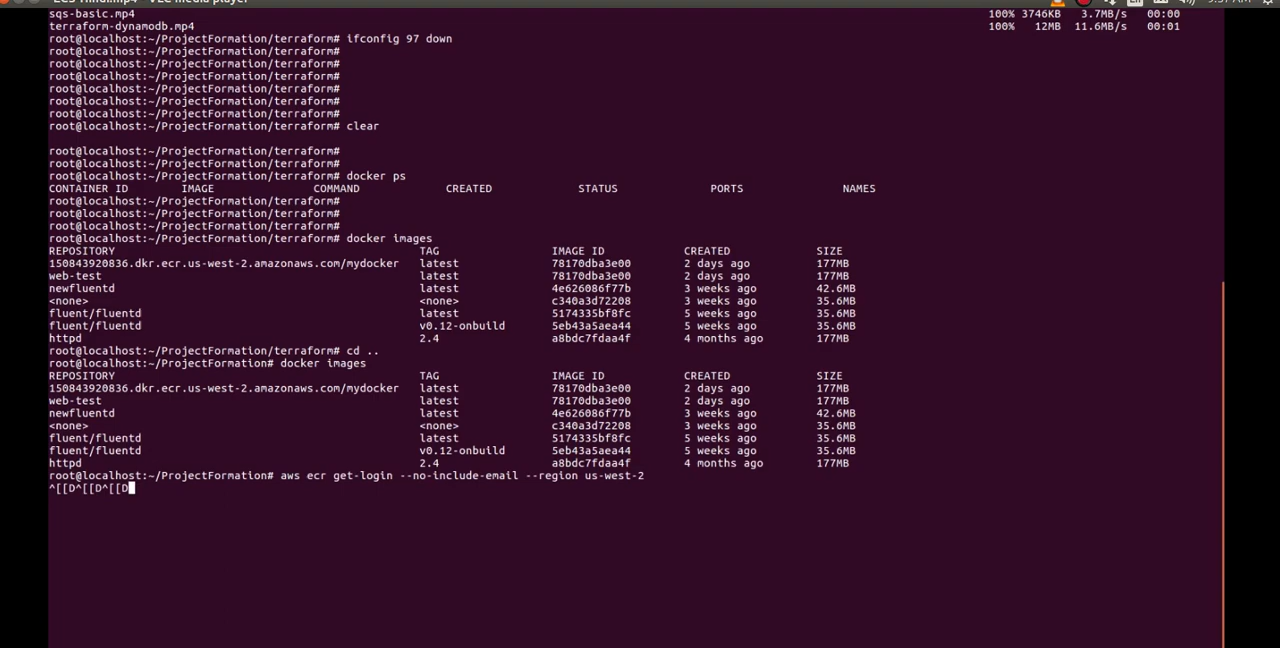 ECS Hindi.mp4 - VLC media player
sqs-basic.mp4 100% 3746KB 3.7MB/s 00:00
terraform-dynamodb.mp4 100% 12MB 11.6MB/s 00:01
root@localhost:~/ProjectFormation/terraform# ifconfig 97 down
root@localhost:~/ProjectFormation/terraform#
root@localhost:~/ProjectFormation/terraform#
root@localhost:~/ProjectFormation/terraform#
root@localhost:~/ProjectFormation/terraform#
root@localhost:~/ProjectFormation/terraform#
root@localhost:~/ProjectFormation/terraform#
root@localhost:~/ProjectFormation/terraform# clear
root@localhost:~/ProjectFormation/terraform#
root@localhost:~/ProjectFormation/terraform#
root@localhost:~/ProjectFormation/terraform# docker ps
CONTAINER ID IMAGE COMMAND CREATED STATUS PORTS NAMES
root@localhost:~/ProjectFormation/terraform#
root@localhost:~/ProjectFormation/terraform#
root@localhost:~/ProjectFormation/terraform#
root@localhost:~/ProjectFormation/terraform# docker images
REPOSITORY TAG IMAGE ID CREATED SIZE
150843920836.dkr.ecr.us-west-2.amazonaws.com/mydocker latest 78170dba3e00 2 days ago 177MB
web-test latest 78170dba3e00 2 days ago 177MB
newfluentd latest 4e626086f77b 3 weeks ago 42.6MB
<none> <none> c340a3d72208 3 weeks ago 35.6MB
fluent/fluentd latest 5174335bf8fc 5 weeks ago 35.6MB
fluent/fluentd v0.12-onbuild 5eb43a5aea44 5 weeks ago 35.6MB
httpd 2.4 a8bdc7fdaa4f 4 months ago 177MB
root@localhost:~/ProjectFormation/terraform# cd ..
root@localhost:~/ProjectFormation# docker images
REPOSITORY TAG IMAGE ID CREATED SIZE
150843920836.dkr.ecr.us-west-2.amazonaws.com/mydocker latest 78170dba3e00 2 days ago 177MB
web-test latest 78170dba3e00 2 days ago 177MB
newfluentd latest 4e626086f77b 3 weeks ago 42.6MB
<none> <none> c340a3d72208 3 weeks ago 35.6MB
fluent/fluentd latest 5174335bf8fc 5 weeks ago 35.6MB
fluent/fluentd v0.12-onbuild 5eb43a5aea44 5 weeks ago 35.6MB
httpd 2.4 a8bdc7fdaa4f 4 months ago 177MB
root@localhost:~/ProjectFormation# aws ecr get-login --no-include-email --region us-west-2
^[[D^[[D^[[D